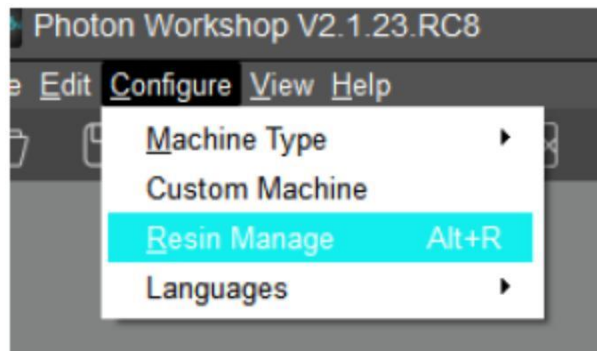 Photon Workshop V2.1.23.RC8
e Edit Configure View Help
Machine Type
Custom Machine
Resin Manage Alt+R
Languages